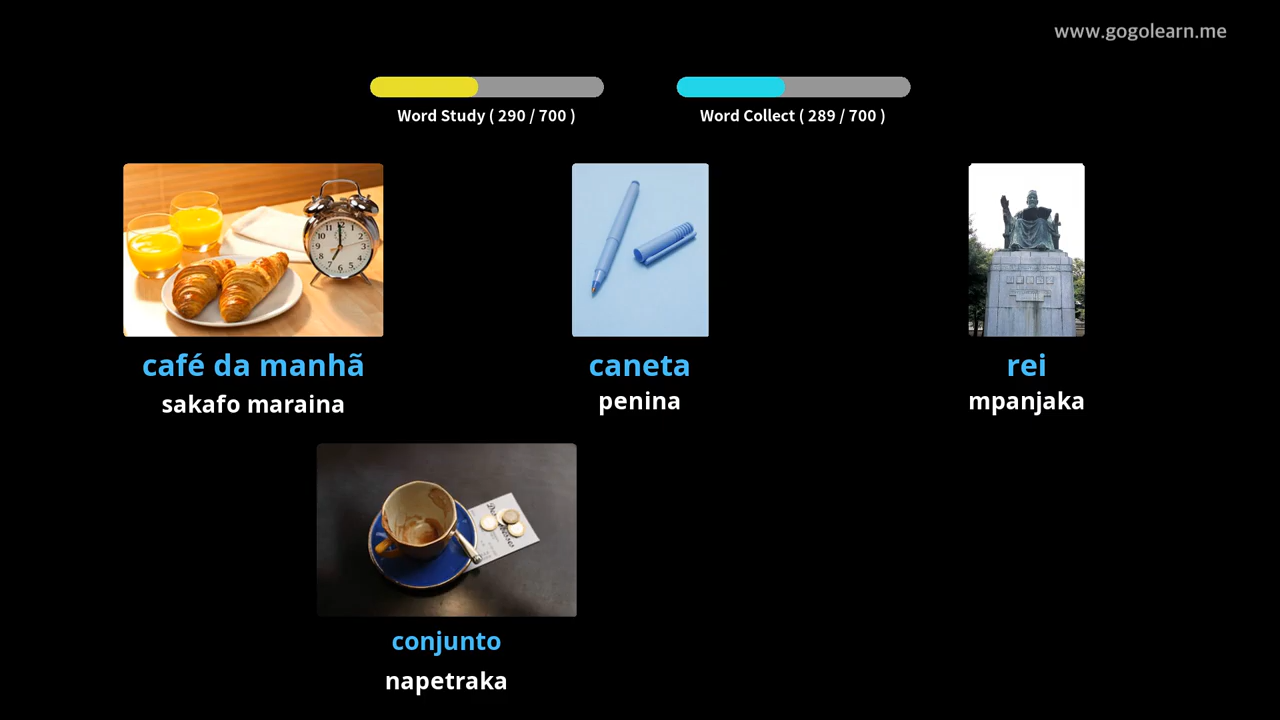 www.gogolearn.me
Word Study ( 290 / 700 )
Word Collect ( 289 / 700 )
café da manhã
sakafo maraina
caneta
penina
rei
mpanjaka
conjunto
napetraka